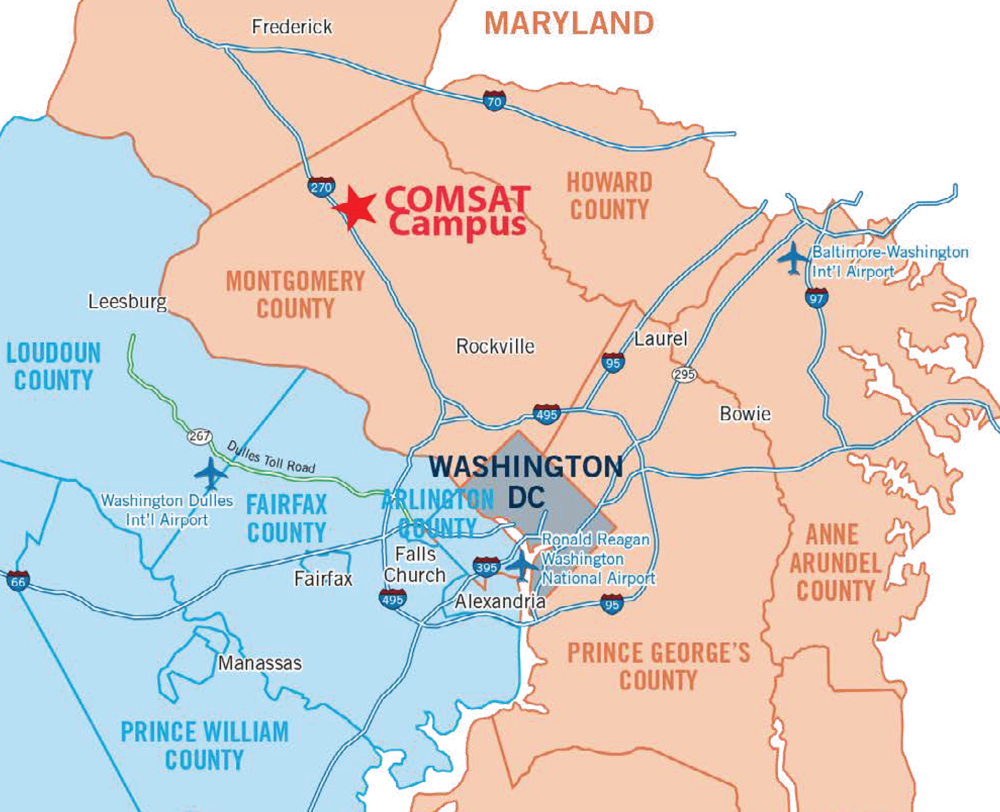 Frederick
MARYLAND
70
270
COMSAT
Campus
HOWARD
COUNTY
Baltimore-Washington
Int'l Airport
97
MONTGOMERY
COUNTY
Leesburg
Rockville
Laurel
LOUDOUN
COUNTY
95
295
495
Bowie
267
Dulles Toll Road
WASHINGTON
DC
Washington Dulles
Int'l Airport
FAIRFAX
COUNTY
ARLINGTON
COUNTY
Ronald Reagan
Washington
National Airport
ANNE
ARUNDEL
COUNTY
Falls
Church
395
66
Fairfax
495
Alexandria
95
Manassas
PRINCE GEORGE'S
COUNTY
PRINCE WILLIAM
COUNTY